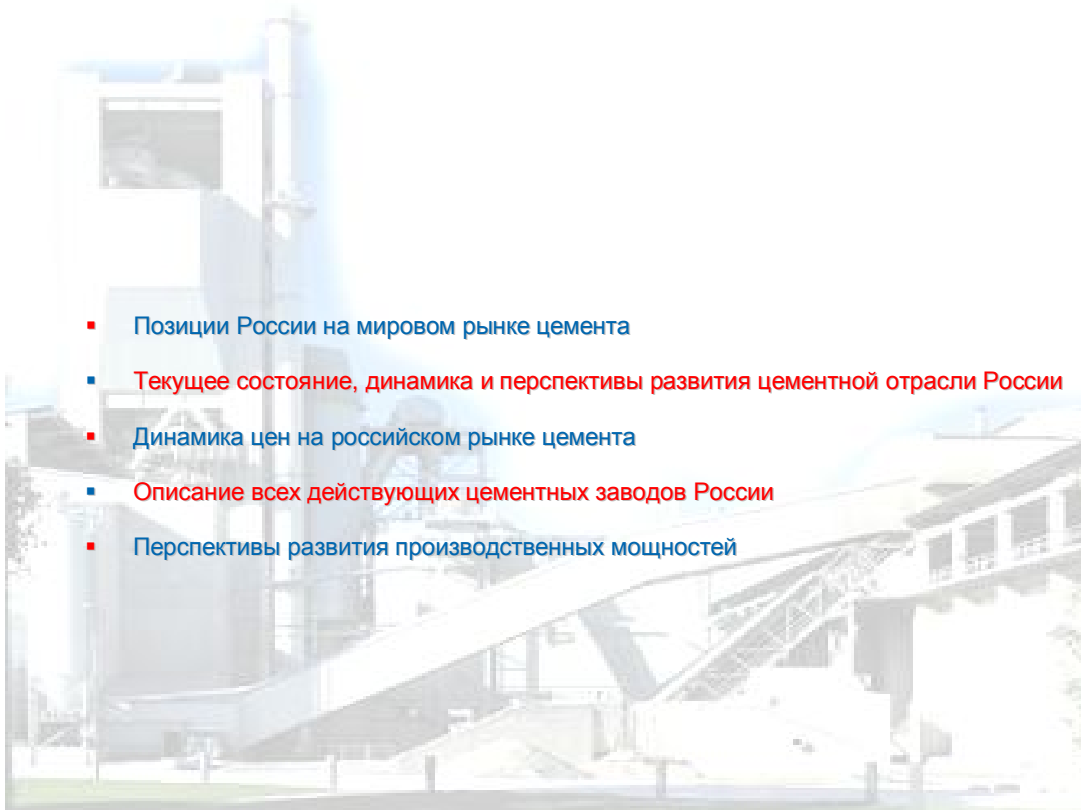 Позиции России на мировом рынке цемента
Текущее состояние, динамика и перспективы развития цементной отрасли России
Динамика цен на российском рынке цемента
Описание всех действующих цементных заводов России
Перспективы развития производственных мощностей